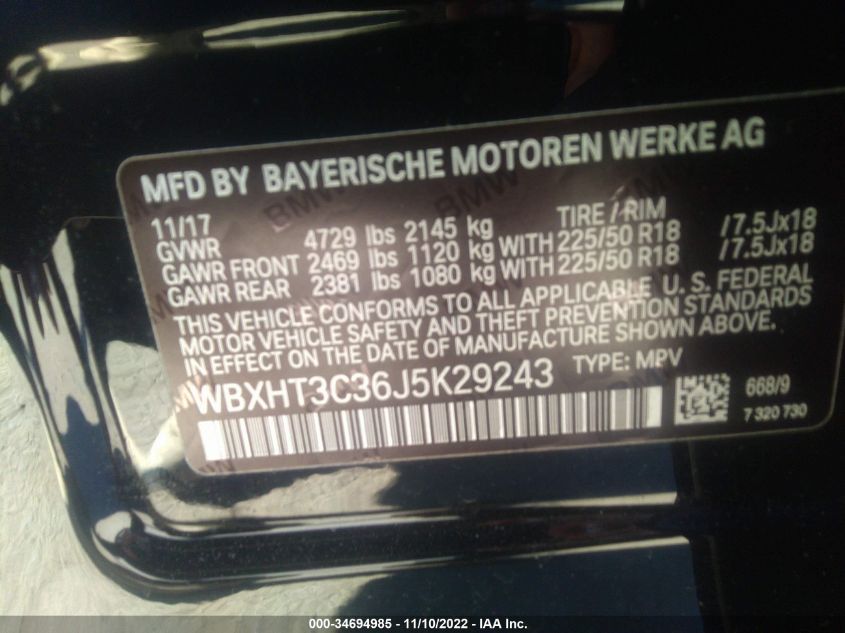 MFD BY BAYERISCHE MOTOREN WERKE AG
11/17 TIRE / RIM
GVWR 4729 lbs 2145 kg
GAWR FRONT 2469 lbs 1120 kg WITH 225/50 R18 /7.5Jx18
GAWR REAR 2381 lbs 1080 kg WITH 225/50 R18 /7.5Jx18
THIS VEHICLE CONFORMS TO ALL APPLICABLE U. S. FEDERAL
MOTOR VEHICLE SAFETY AND THEFT PREVENTION STANDARDS
IN EFFECT ON THE DATE OF MANUFACTURE SHOWN ABOVE.
WBXHT3C36J5K29243 TYPE: MPV
668/9
7 320 730
000-34694985 - 11/10/2022 - IAA Inc.